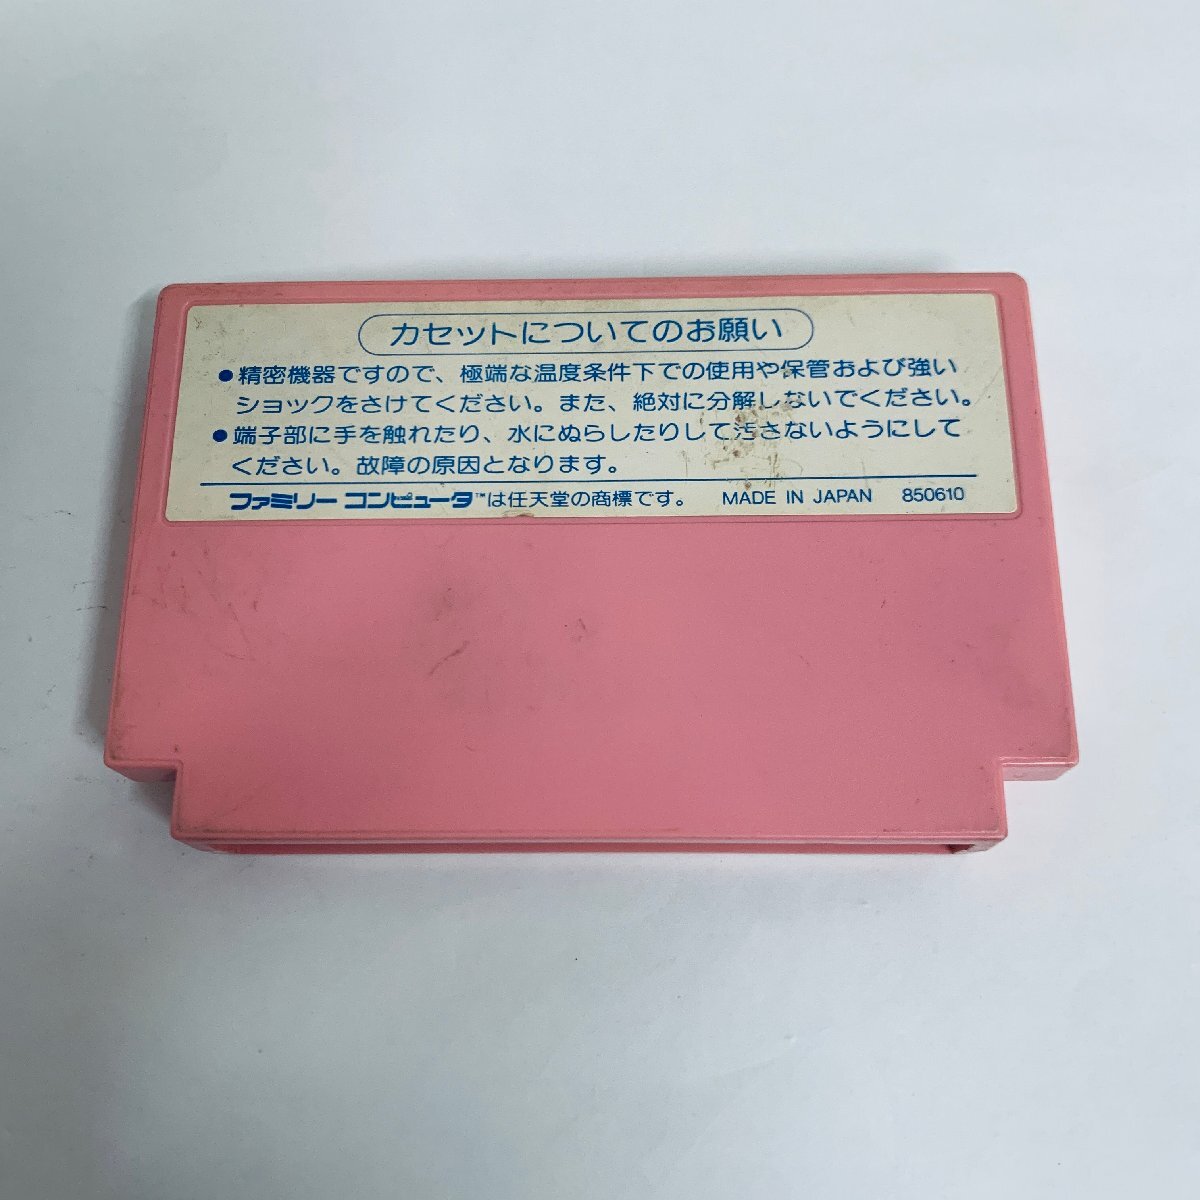 カセットについてのお願い
●精密機器ですので、極端な温度条件下での使用や保管および強い
ショックをさけてください。また、絶対に分解しないでください。
●端子部に手を触れたり、水にぬらしたりして汚さないようにして
ください。故障の原因となります。
ファミリー コンピュータ™は任天堂の商標です。 MADE IN JAPAN 850610